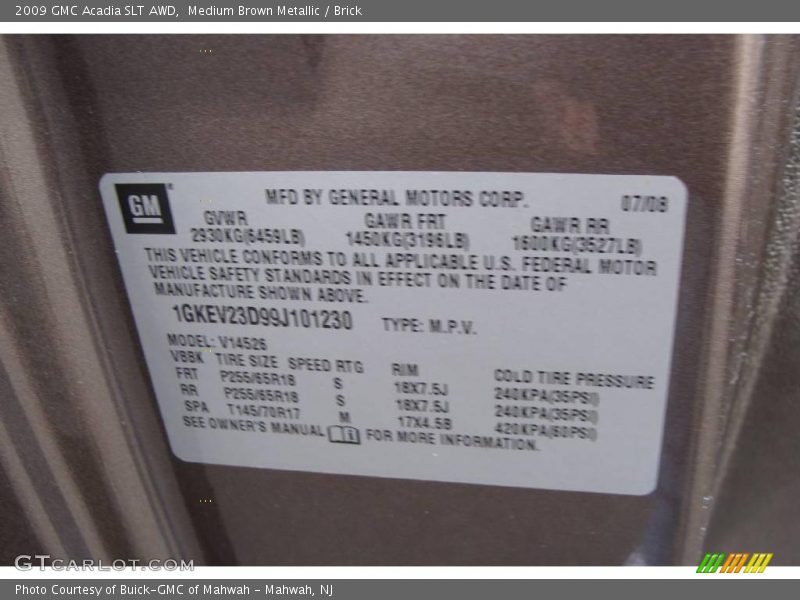 2009 GMC Acadia SLT AWD, Medium Brown Metallic / Brick
GM
MFD BY GENERAL MOTORS CORP. 07/08
GVWR GAWR FRT GAWR RR
2930KG(6459LB) 1450KG(3196LB) 1600KG(3527LB)
THIS VEHICLE CONFORMS TO ALL APPLICABLE U.S. FEDERAL MOTOR
VEHICLE SAFETY STANDARDS IN EFFECT ON THE DATE OF
MANUFACTURE SHOWN ABOVE.
1GKEV23D99J101230 TYPE: M.P.V.
MODEL: V14526
VBBK TIRE SIZE SPEED RTG RIM COLD TIRE PRESSURE
FRT P255/65R18 S 18X7.5J 240KPA(35PSI)
RR P255/65R18 S 18X7.5J 240KPA(35PSI)
SPA T145/70R17 M 17X4.5B 420KPA(60PSI)
SEE OWNER'S MANUAL FOR MORE INFORMATION.
GTCARLOT.COM
Photo Courtesy of Buick-GMC of Mahwah - Mahwah, NJ